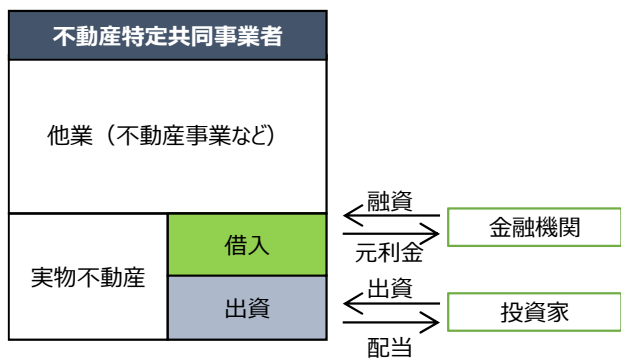 不動産特定共同事業者
他業（不動産事業など）
実物不動産
借入
出資
融資
元利金
金融機関
出資
配当
投資家